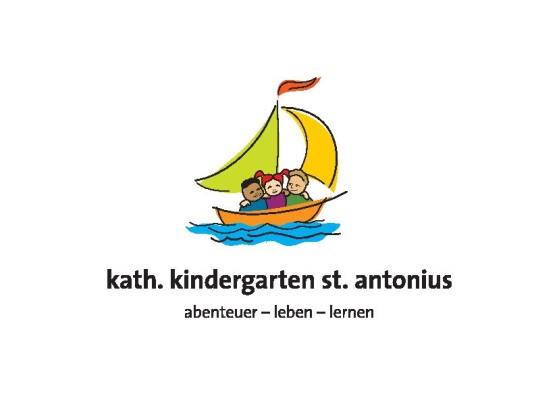 kath. kindergarten st. antonius
abenteuer – leben – lernen